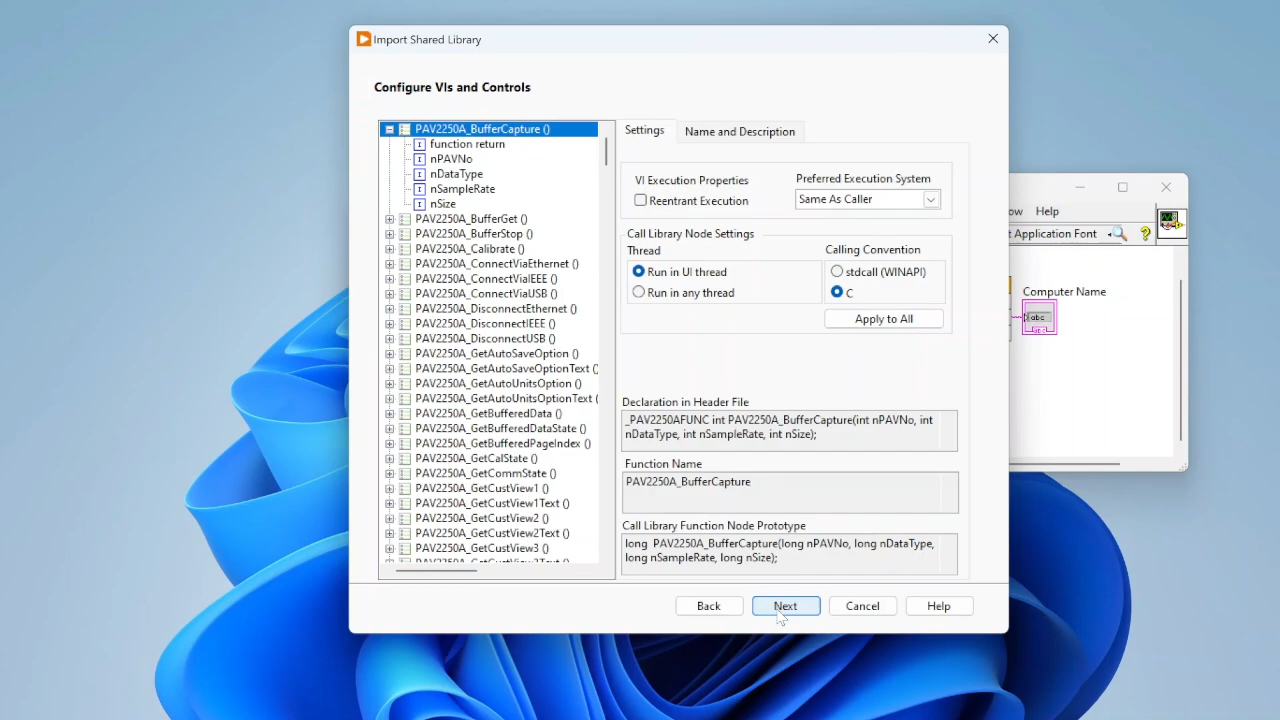 Import Shared Library
Configure VIs and Controls
PAV2250A_BufferCapture ()
function return
nPAVNo
nDataType
nSampleRate
nSize
PAV2250A_BufferGet ()
PAV2250A_BufferStop ()
PAV2250A_Calibrate ()
PAV2250A_ConnectViaEthernet ()
PAV2250A_ConnectViaIEEE ()
PAV2250A_ConnectViaUSB ()
PAV2250A_DisconnectEthernet ()
PAV2250A_DisconnectIEEE ()
PAV2250A_DisconnectUSB ()
PAV2250A_GetAutoSaveOption ()
PAV2250A_GetAutoSaveOptionText (
PAV2250A_GetAutoUnitsOption ()
PAV2250A_GetAutoUnitsOptionText (
PAV2250A_GetBufferedData ()
PAV2250A_GetBufferedDataState ()
PAV2250A_GetBufferedPageIndex ()
PAV2250A_GetCalState ()
PAV2250A_GetCommState ()
PAV2250A_GetCustView1 ()
PAV2250A_GetCustView1Text ()
PAV2250A_GetCustView2 ()
PAV2250A_GetCustView2Text ()
PAV2250A_GetCustView3 ()
Settings
Name and Description
VI Execution Properties
Reentrant Execution
Preferred Execution System
Same As Caller
Call Library Node Settings
Thread
Run in UI thread
Run in any thread
Calling Convention
stdcall (WINAPI)
C
Apply to All
Declaration in Header File
_PAV2250AFUNC int PAV2250A_BufferCapture(int nPAVNo, int
nDataType, int nSampleRate, int nSize);
Function Name
PAV2250A_BufferCapture
Call Library Function Node Prototype
long PAV2250A_BufferCapture(long nPAVNo, long nDataType,
long nSampleRate, long nSize);
Back
Next
Cancel
Help
Help
t Application Font
Computer Name
abc
abc